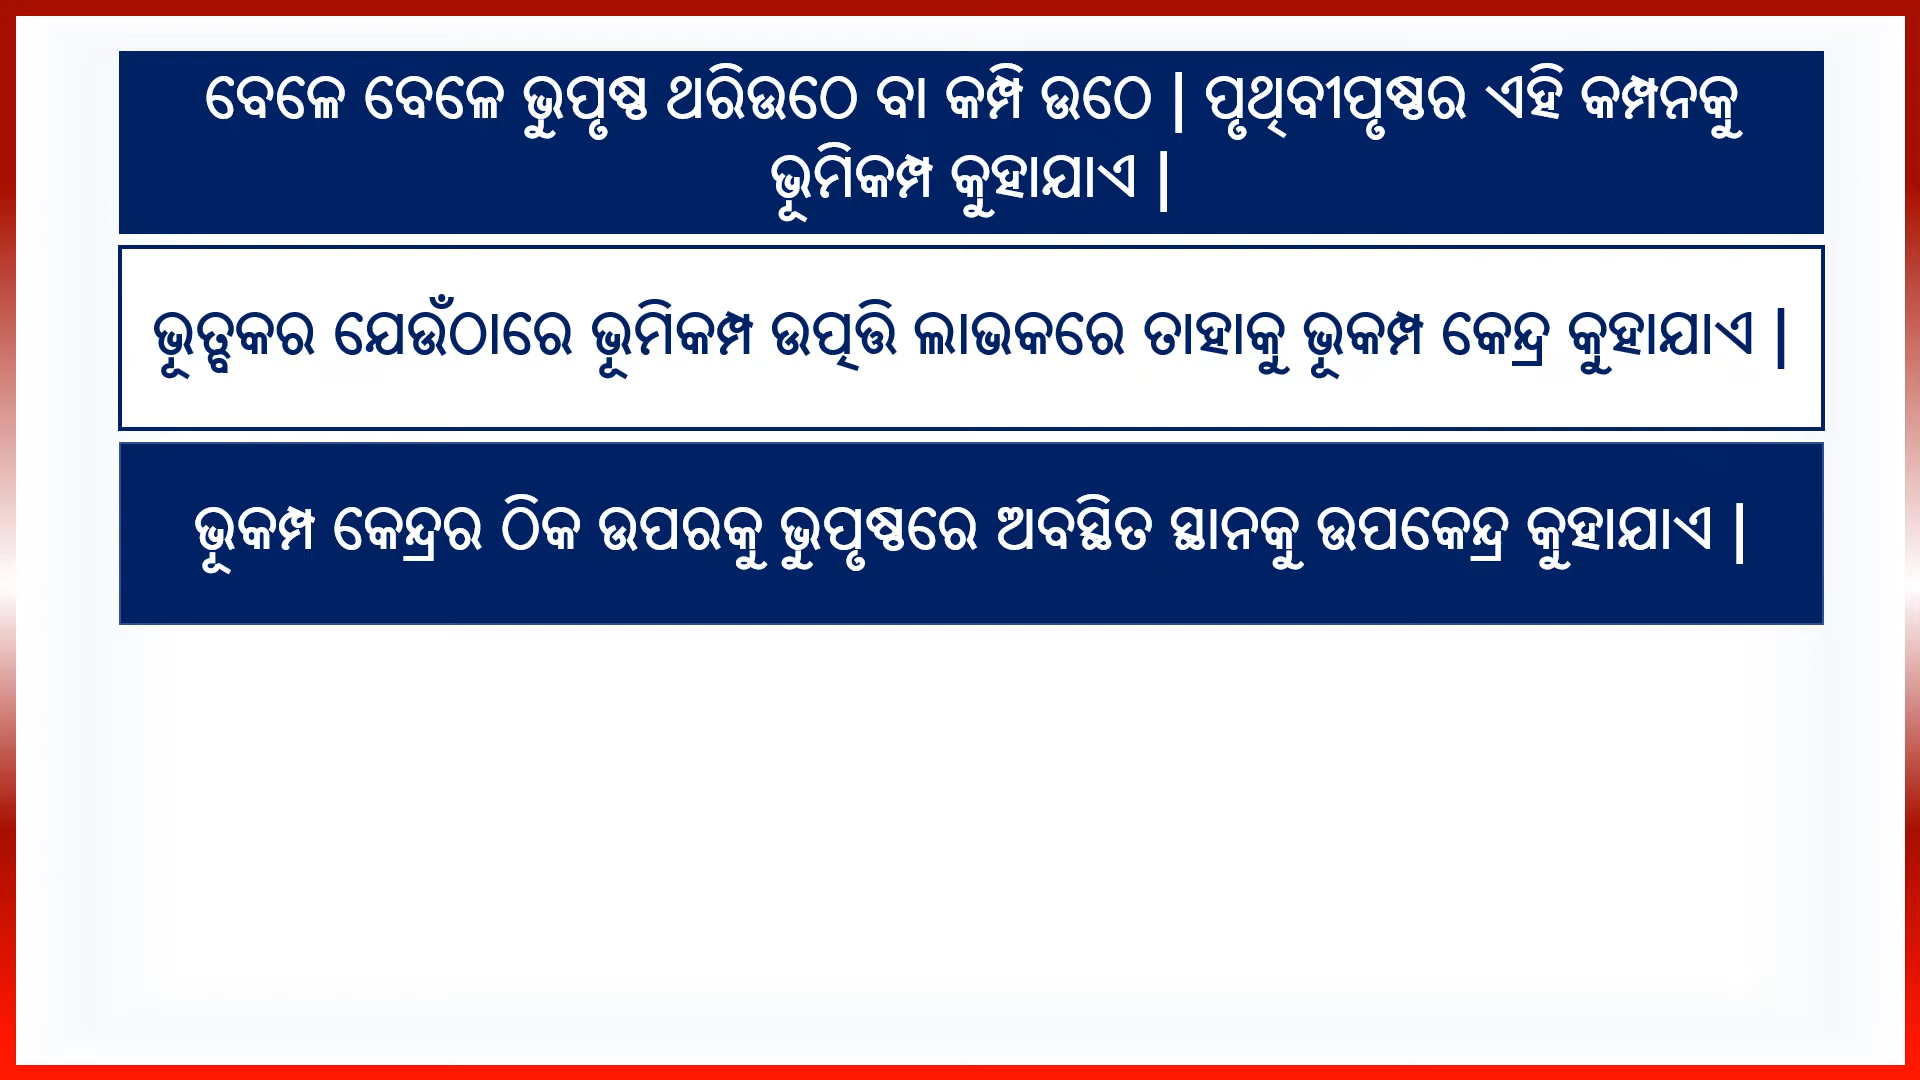 ବେଳେ ବେଳେ ଭୁପୃଷ୍ଠ ଥରିଉଠେ ବା କମ୍ପି ଉଠେ | ପୃଥିବୀପୃଷ୍ଠର ଏହି କମ୍ପନକୁ
ଭୂମିକମ୍ପ କୁହାଯାଏ |
ଭୂତ୍ବକର ଯେଉଁଠାରେ ଭୂମିକମ୍ପ ଉତ୍ପତ୍ତି ଲାଭକରେ ତାହାକୁ ଭୂକମ୍ପ କେନ୍ଦ୍ର କୁହାଯାଏ |
ଭୂକମ୍ପ କେନ୍ଦ୍ରର ଠିକ ଉପରକୁ ଭୁପୃଷ୍ଠରେ ଅବସ୍ଥିତ ସ୍ଥାନକୁ ଉପକେନ୍ଦ୍ର କୁହାଯାଏ |